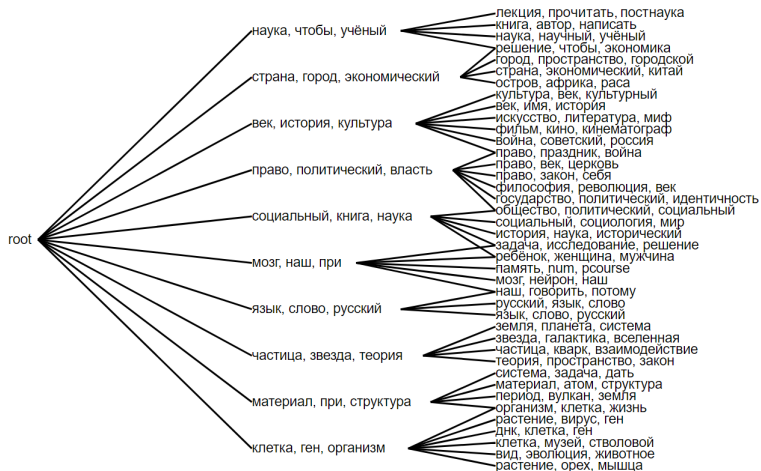 root
наука, чтобы, учёный
страна, город, экономический
век, история, культура
право, политический, власть
социальный, книга, наука
мозг, наш, при
язык, слово, русский
частица, звезда, теория
материал, при, структура
клетка, ген, организм
лекция, прочитать, постнаука
книга, автор, написать
наука, научный, учёный
решение, чтобы, экономика
город, пространство, городской
страна, экономический, китай
остров, африка, раса
культура, век, культурный
век, имя, история
искусство, литература, миф
фильм, кино, кинематограф
война, советский, россия
право, праздник, война
право, век, церковь
право, закон, себя
философия, революция, век
государство, политический, идентичность
общество, политический, социальный
социальный, социология, мир
история, наука, исторический
задача, исследование, решение
ребёнок, женщина, мужчина
память, num, pcourse
мозг, нейрон, наш
наш, говорить, потому
русский, язык, слово
язык, слово, русский
земля, планета, система
звезда, галактика, вселенная
частица, кварк, взаимодействие
теория, пространство, закон
система, задача, дать
материал, атом, структура
период, вулкан, земля
организм, клетка, жизнь
растение, вирус, ген
днк, клетка, ген
клетка, музей, стволовой
вид, эволюция, животное
растение, орех, мышца